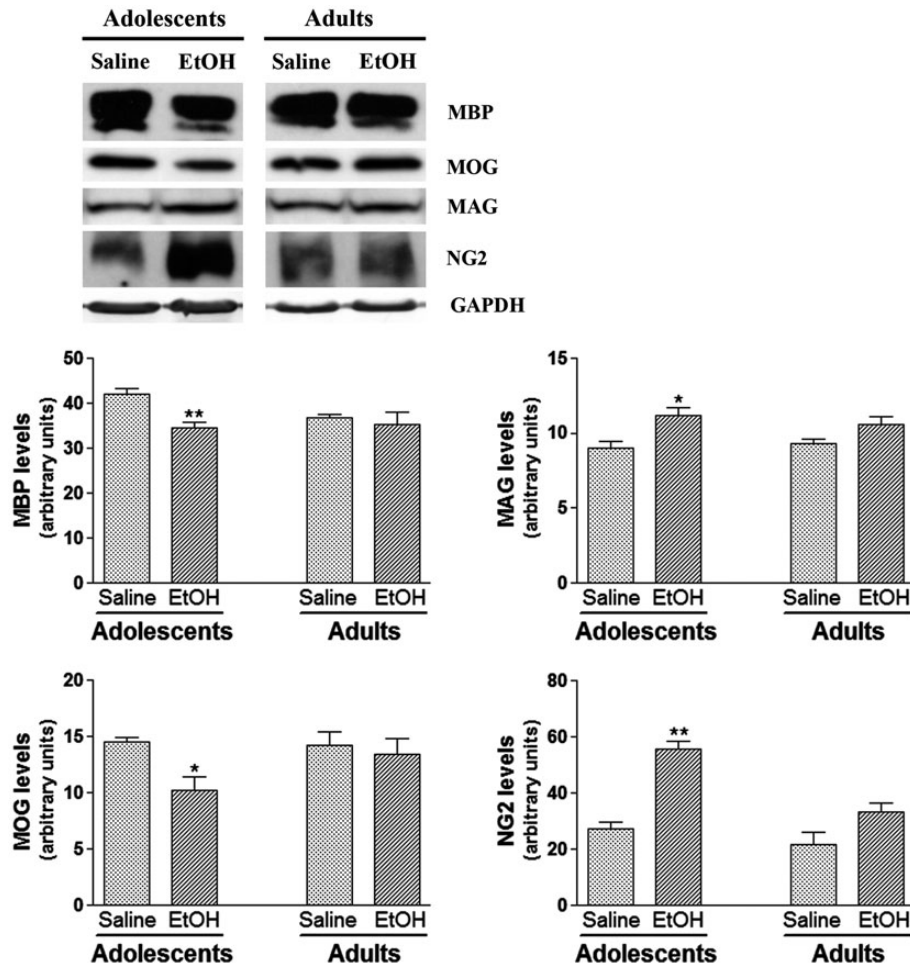 Adolescents Adults
Saline EtOH Saline EtOH
MBP
MOG
MAG
NG2
GAPDH
MBP levels
(arbitrary units)
50
40
30
20
10
0
**
Saline EtOH Saline EtOH
Adolescents Adults
MAG levels
(arbitrary units)
15
10
5
0
*
Saline EtOH Saline EtOH
Adolescents Adults
MOG levels
(arbitrary units)
20
15
10
5
0
*
Saline EtOH Saline EtOH
Adolescents Adults
NG2 levels
(arbitrary units)
80
60
40
20
0
**
Saline EtOH Saline EtOH
Adolescents Adults